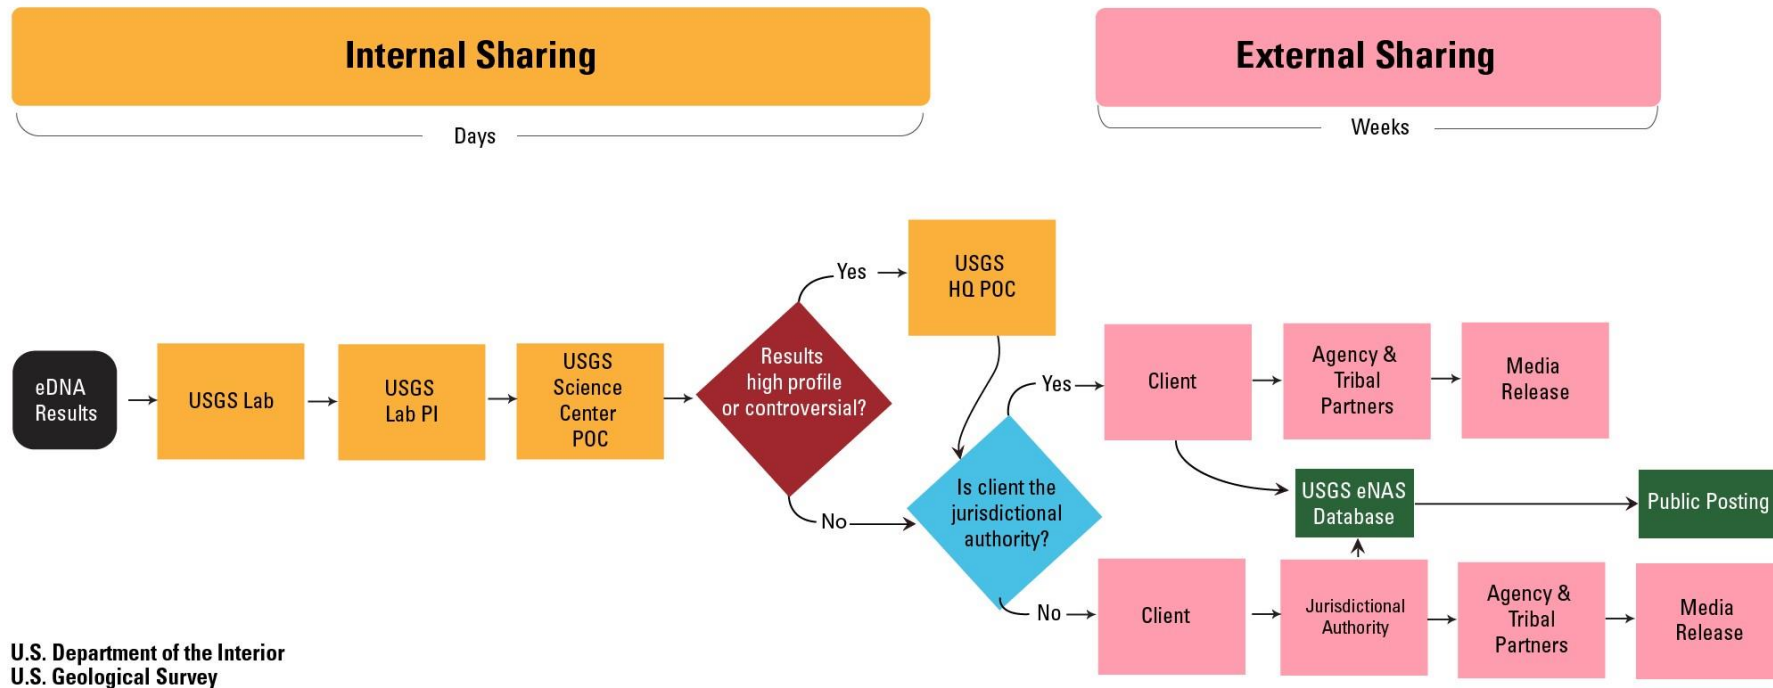 Internal Sharing
External Sharing
Days
Weeks
eDNA
Results
USGS Lab
USGS
Lab PI
USGS
Science
Center
POC
Results
high profile
or controversial?
Yes
USGS
HQ POC
No
Is client the
jurisdictional
authority?
Yes
Client
Agency &
Tribal
Partners
Media
Release
USGS eNAS
Database
Public Posting
No
Client
Jurisdictional
Authority
Agency &
Tribal
Partners
Media
Release
U.S. Department of the Interior
U.S. Geological Survey